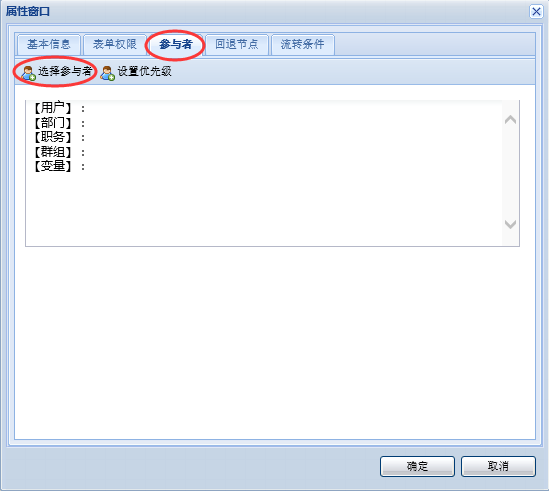 属性窗口
基本信息 表单权限 参与者 回退节点 流转条件
选择参与者 设置优先级
【用户】:
【部门】:
【职务】:
【群组】:
【变量】:
确定 取消